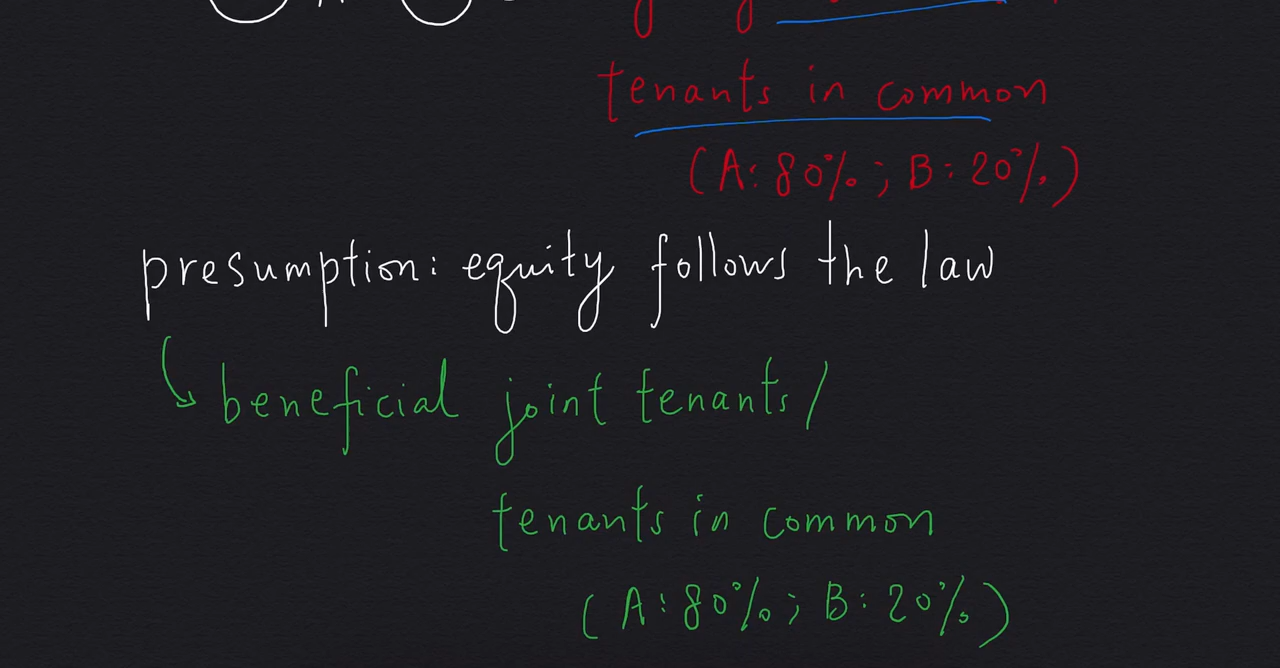 tenants in common
(A: 80%; B: 20%)
presumption: equity follows the law
beneficial joint tenants/
tenants in common
(A: 80%; B: 20%)